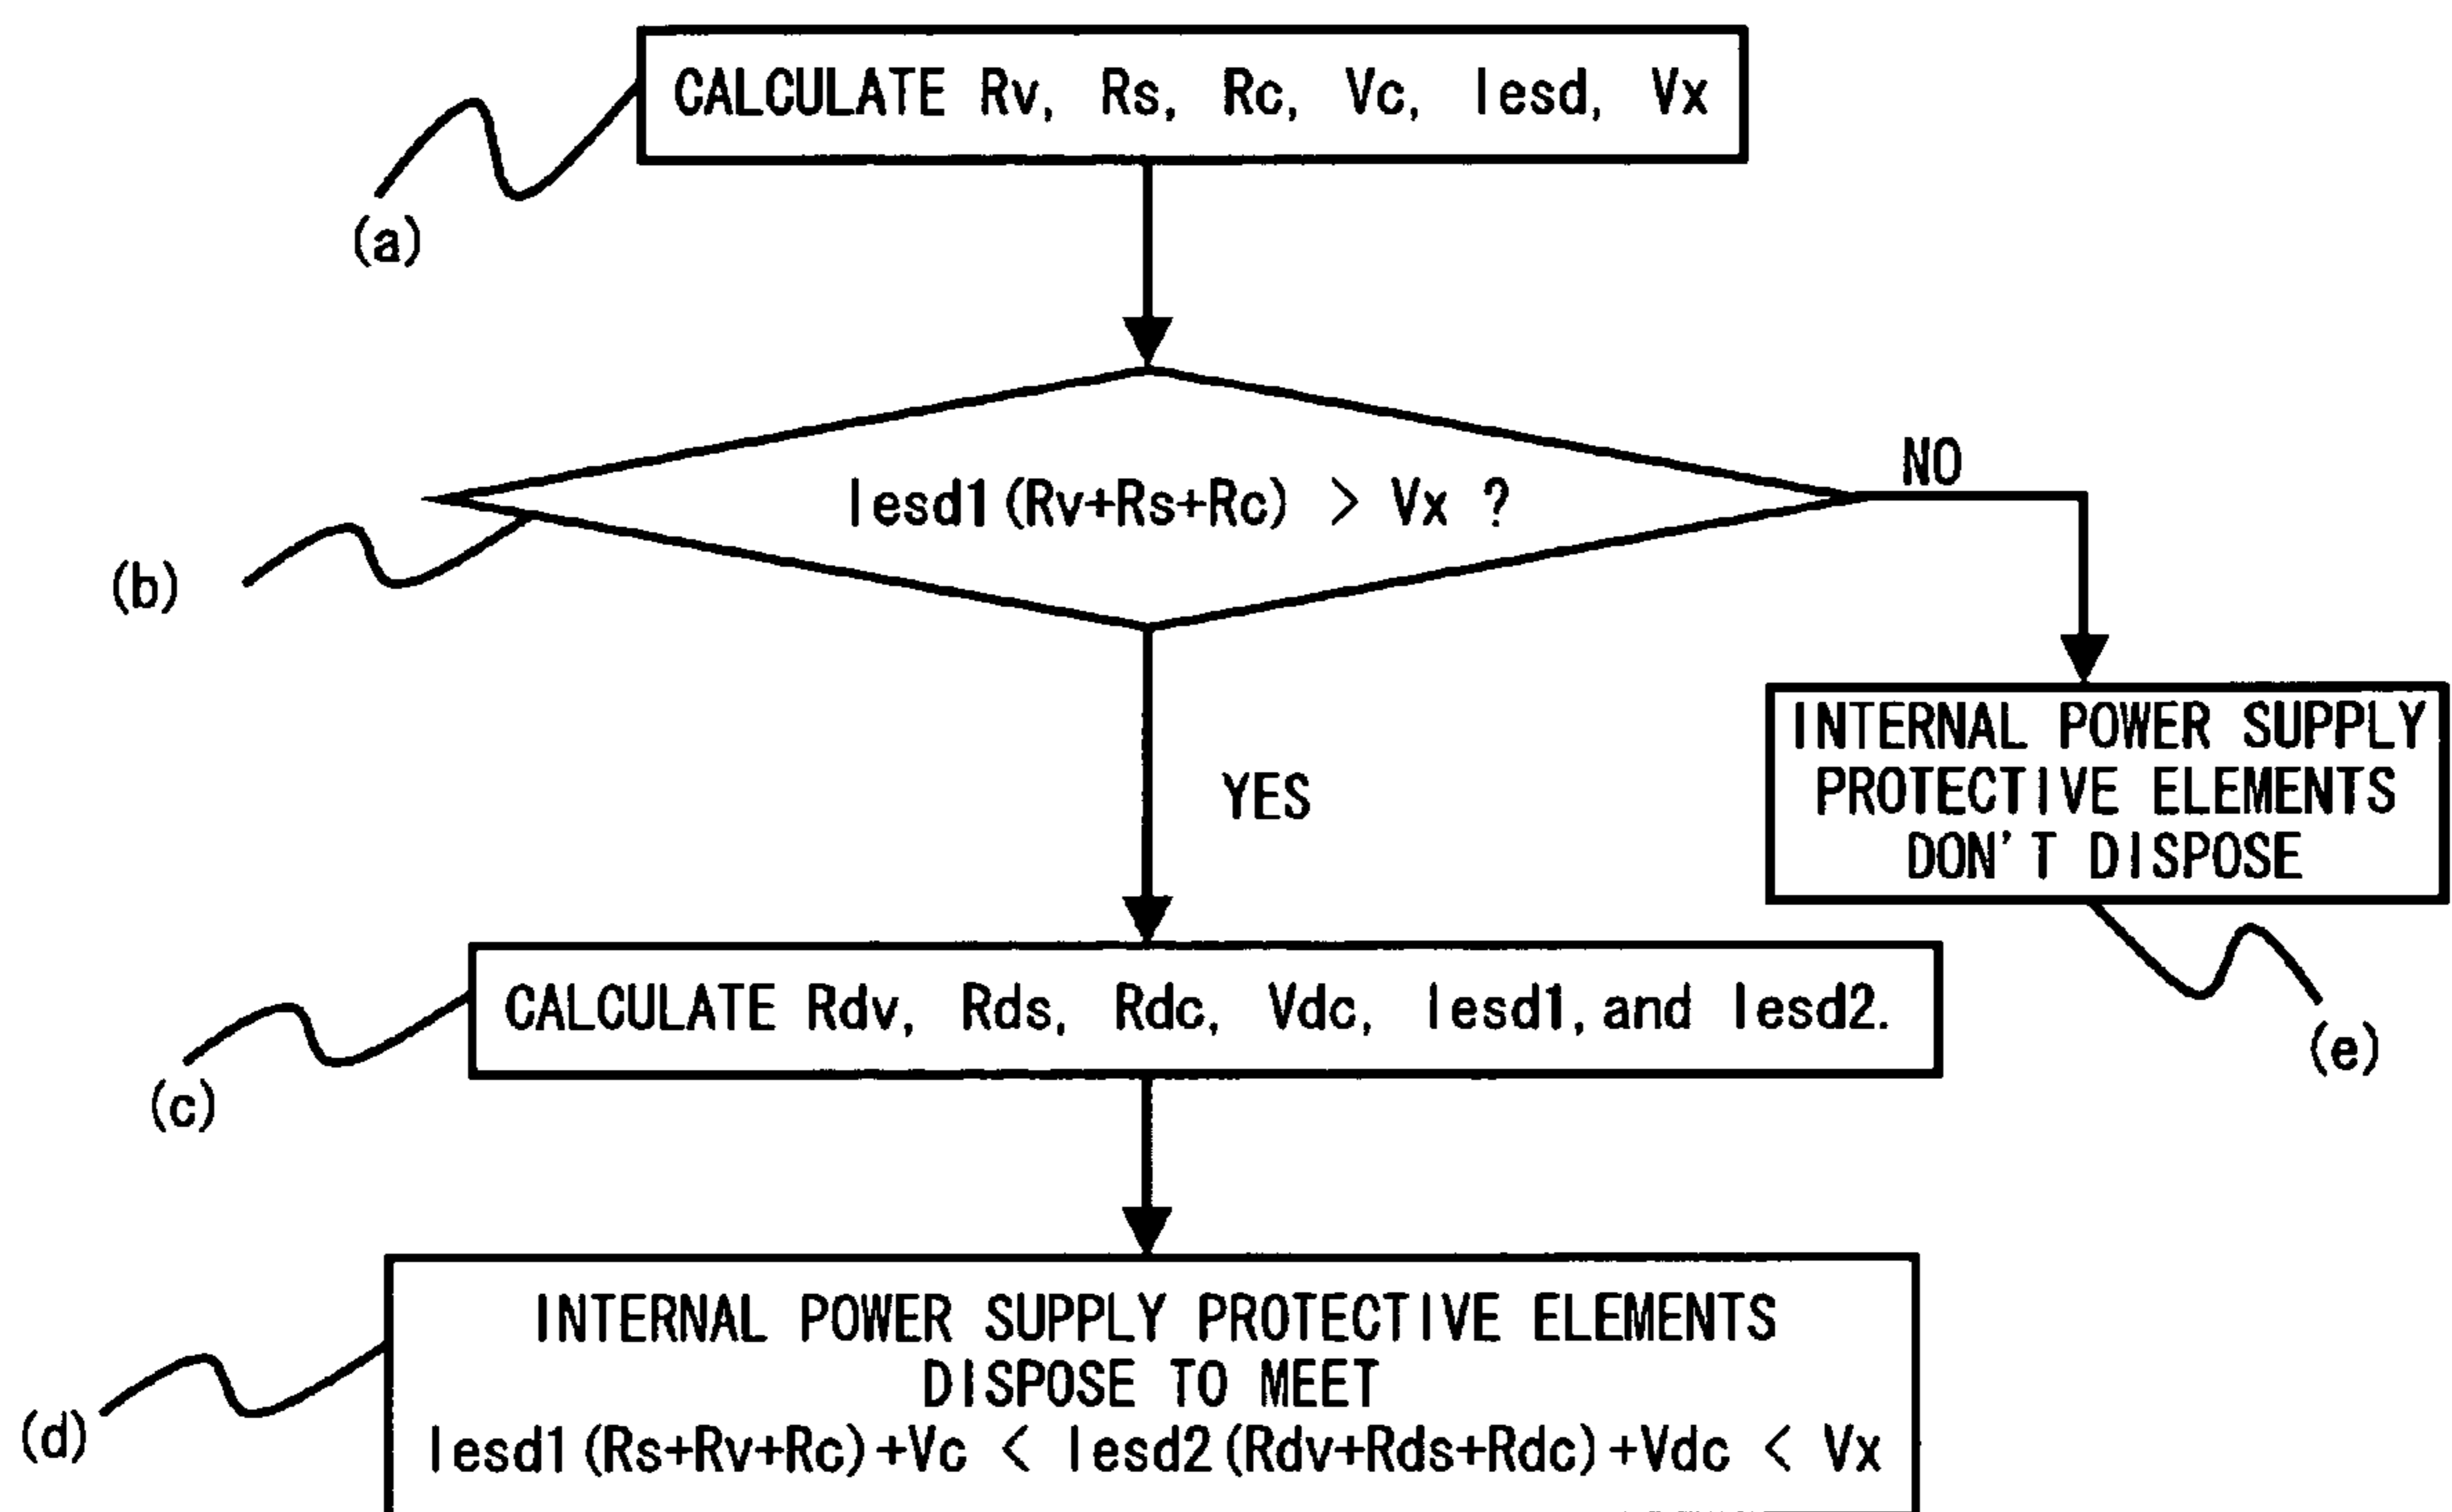 CALCULATE Rv, Rs, Rc, Vc, Iesd, Vx
(a)
Iesd1(Rv+Rs+Rc) > Vx ?
NO
(b)
INTERNAL POWER SUPPLY
PROTECTIVE ELEMENTS
DON'T DISPOSE
YES
CALCULATE Rdv, Rds, Rdc, Vdc, Iesd1, and Iesd2.
(e)
(c)
INTERNAL POWER SUPPLY PROTECTIVE ELEMENTS
DISPOSE TO MEET
Iesd1(Rs+Rv+Rc)+Vc < Iesd2(Rdv+Rds+Rdc)+Vdc < Vx
(d)